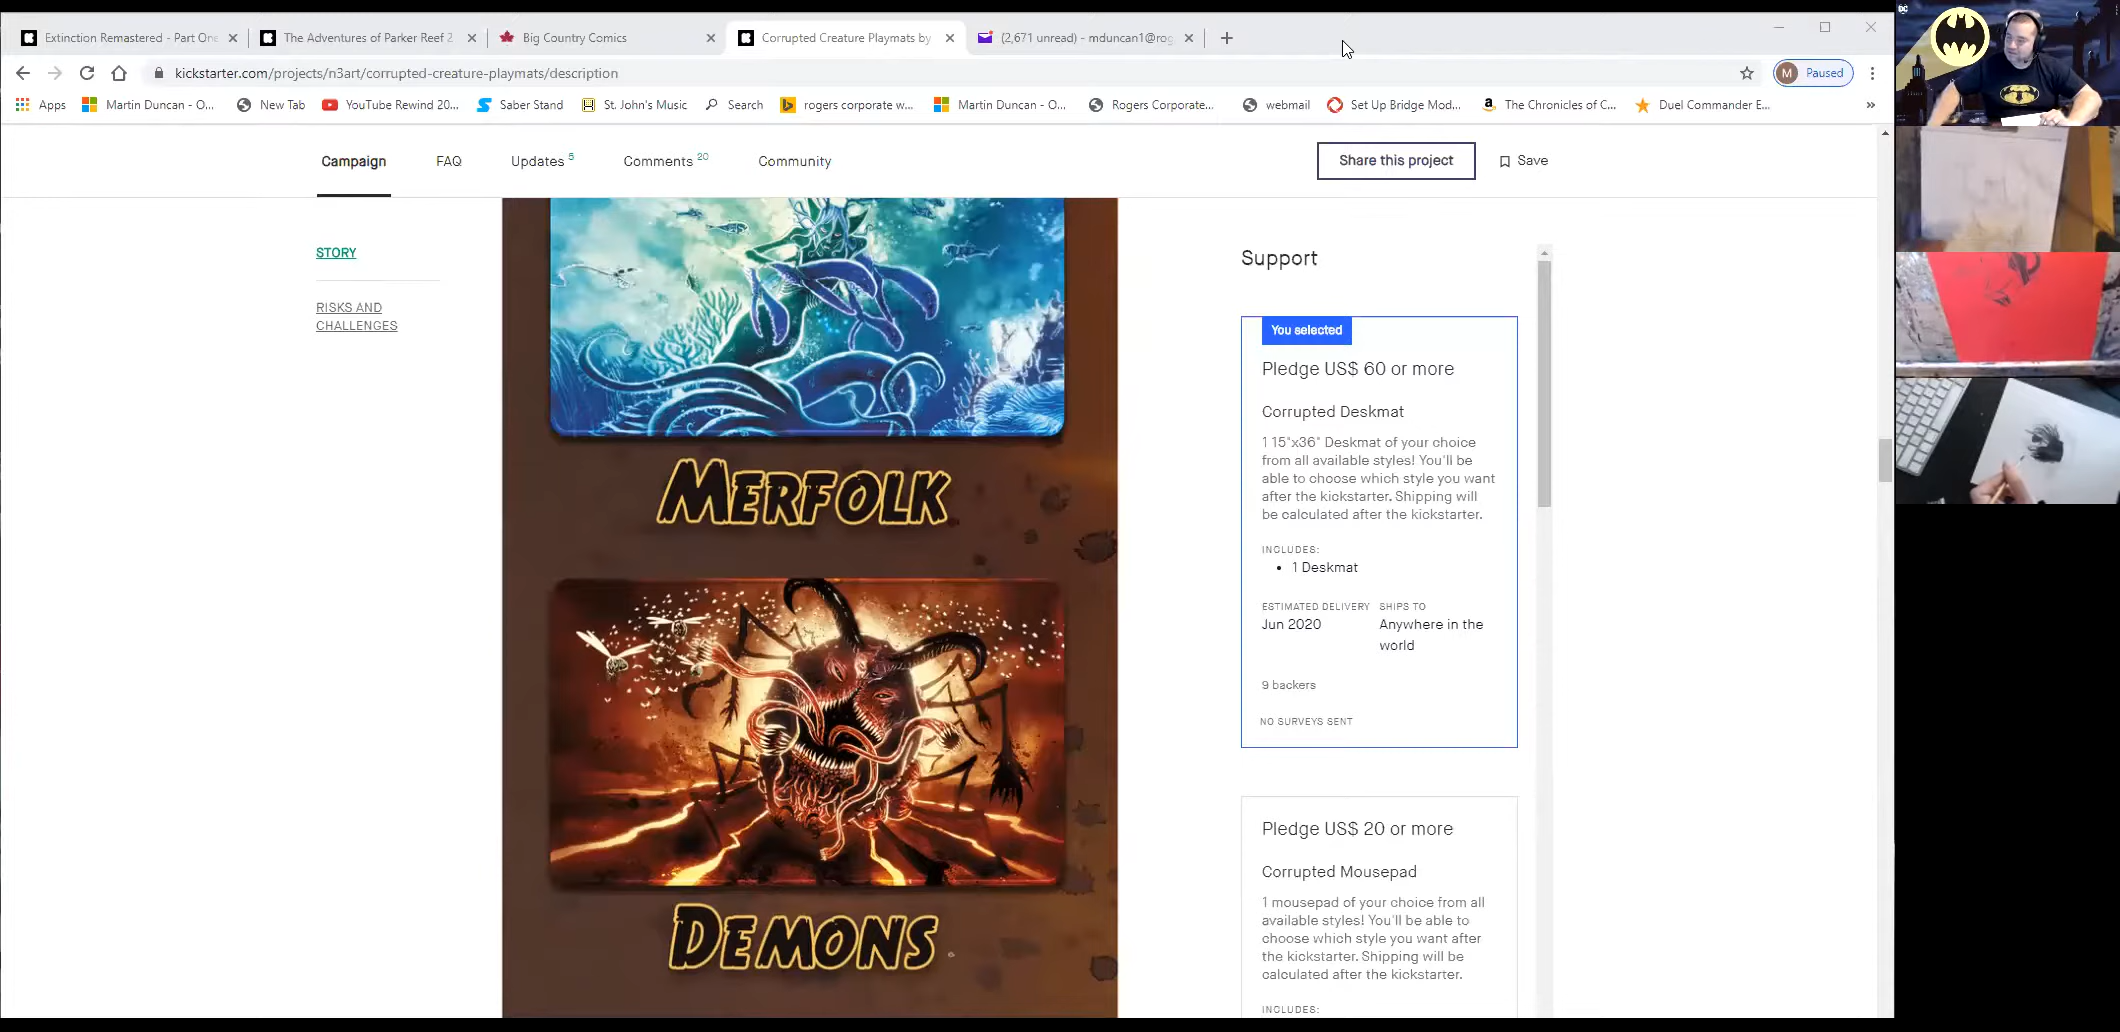 Extinction Remastered - Part One
The Adventures of Parker Reef 2
Big Country Comics
Corrupted Creature Playmats by
(2,671 unread) - mduncan1@rog
kickstarter.com/projects/n3art/corrupted-creature-playmats/description
M Paused
Apps
Martin Duncan - O...
New Tab
YouTube Rewind 20...
Saber Stand
St. John's Music
Search
rogers corporate w...
Martin Duncan - O...
Rogers Corporate...
webmail
Set Up Bridge Mod...
The Chronicles of C...
Duel Commander E...
Campaign
FAQ
Updates 5
Comments 20
Community
Share this project
Save
STORY
RISKS AND
CHALLENGES
MERFOLK
DEMONS
Support
You selected
Pledge US$ 60 or more
Corrupted Deskmat
1 15"x36" Deskmat of your choice
from all available styles! You'll be
able to choose which style you want
after the kickstarter. Shipping will
be calculated after the kickstarter.
INCLUDES:
• 1 Deskmat
ESTIMATED DELIVERY SHIPS TO
Jun 2020 Anywhere in the
world
9 backers
NO SURVEYS SENT
Pledge US$ 20 or more
Corrupted Mousepad
1 mousepad of your choice from all
available styles! You'll be able to
choose which style you want after
the kickstarter. Shipping will be
calculated after the kickstarter.
INCLUDES:
DC